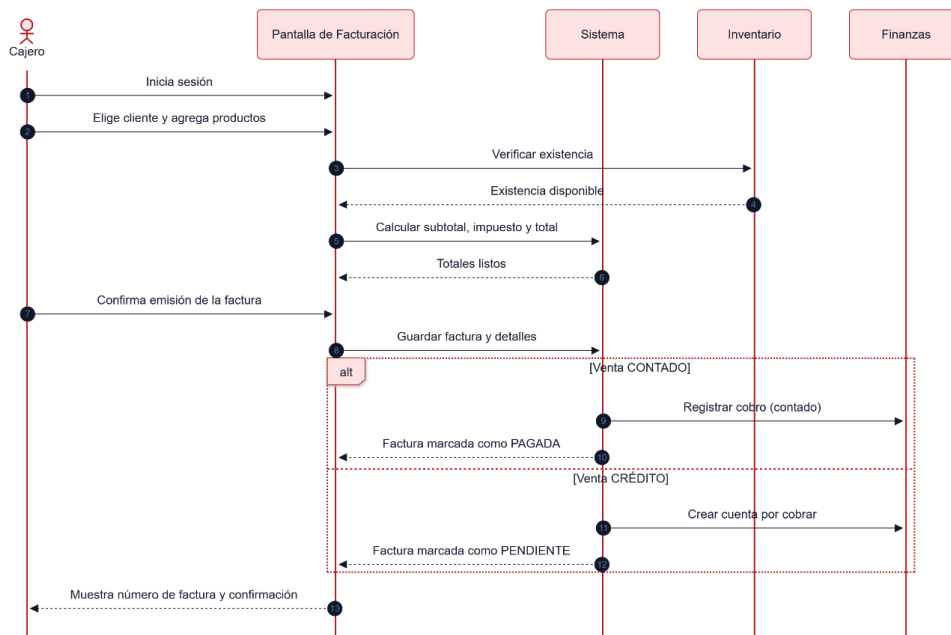 Cajero
Pantalla de Facturación
Sistema
Inventario
Finanzas
Inicia sesión
1
Elige cliente y agrega productos
2
Verificar existencia
3
Existencia disponible
4
Calcular subtotal, impuesto y total
5
Totales listos
6
Confirma emisión de la factura
7
Guardar factura y detalles
8
alt
[Venta CONTADO]
Registrar cobro (contado)
9
Factura marcada como PAGADA
10
[Venta CRÉDITO]
Crear cuenta por cobrar
11
Factura marcada como PENDIENTE
12
Muestra número de factura y confirmación
13